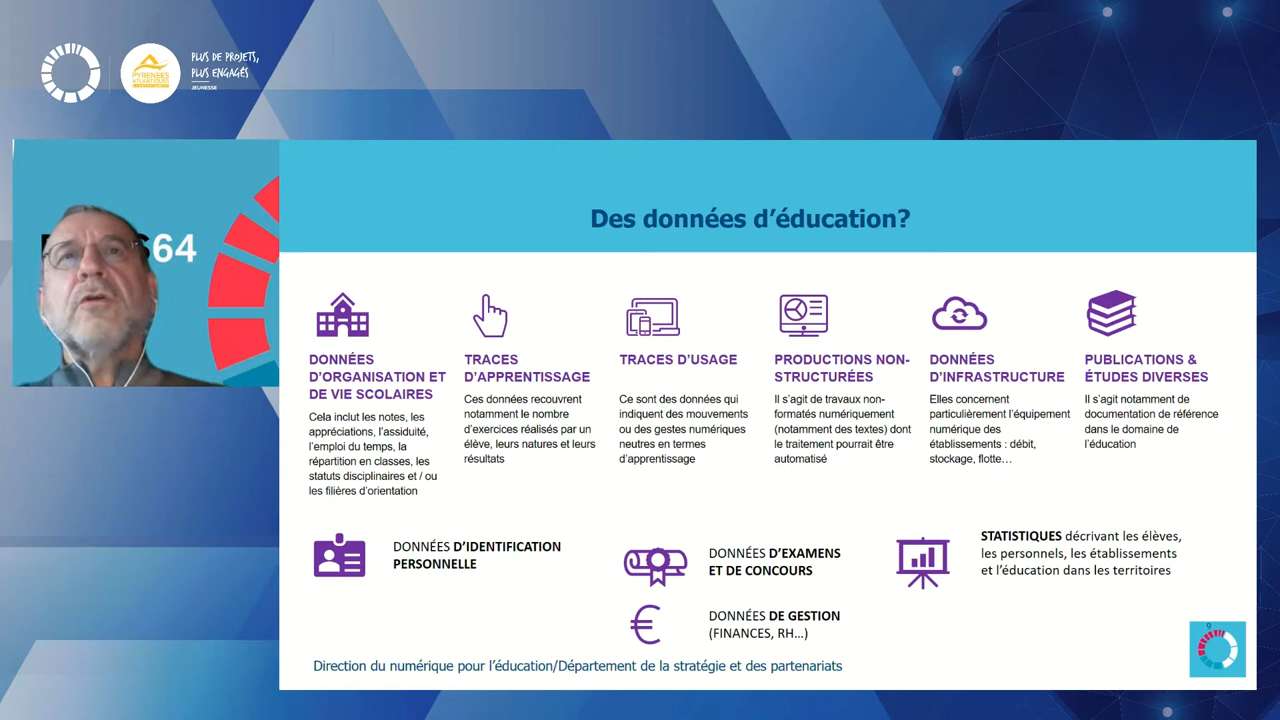 PLUS DE PROJETS,
PLUS ENGAGÉS
JEUNESSE
PYRÉNÉES
ATLANTIQUES
64
Des données d’éducation?
DONNÉES
D’ORGANISATION ET
DE VIE SCOLAIRES
Cela inclut les notes, les
appréciations, l’assiduité,
l’emploi du temps, la
répartition en classes, les
statuts disciplinaires et / ou
les filières d’orientation
TRACES
D’APPRENTISSAGE
Ces données recouvrent
notamment le nombre
d’exercices réalisés par un
élève, leurs natures et leurs
résultats
TRACES D’USAGE
Ce sont des données qui
indiquent des mouvements
ou des gestes numériques
neutres en termes
d’apprentissage
PRODUCTIONS NON-
STRUCTURÉES
Il s’agit de travaux non-
formatés numériquement
(notamment des textes) dont
le traitement pourrait être
automatisé
DONNÉES
D’INFRASTRUCTURE
Elles concernent
particulièrement l’équipement
numérique des
établissements : débit,
stockage, flotte…
PUBLICATIONS &
ÉTUDES DIVERSES
Il s’agit notamment de
documentation de référence
dans le domaine de
l’éducation
DONNÉES D’IDENTIFICATION
PERSONNELLE
DONNÉES D’EXAMENS
ET DE CONCOURS
STATISTIQUES décrivant les élèves,
les personnels, les établissements
et l’éducation dans les territoires
DONNÉES DE GESTION
(FINANCES, RH…)
9
Direction du numérique pour l’éducation/Département de la stratégie et des partenariats